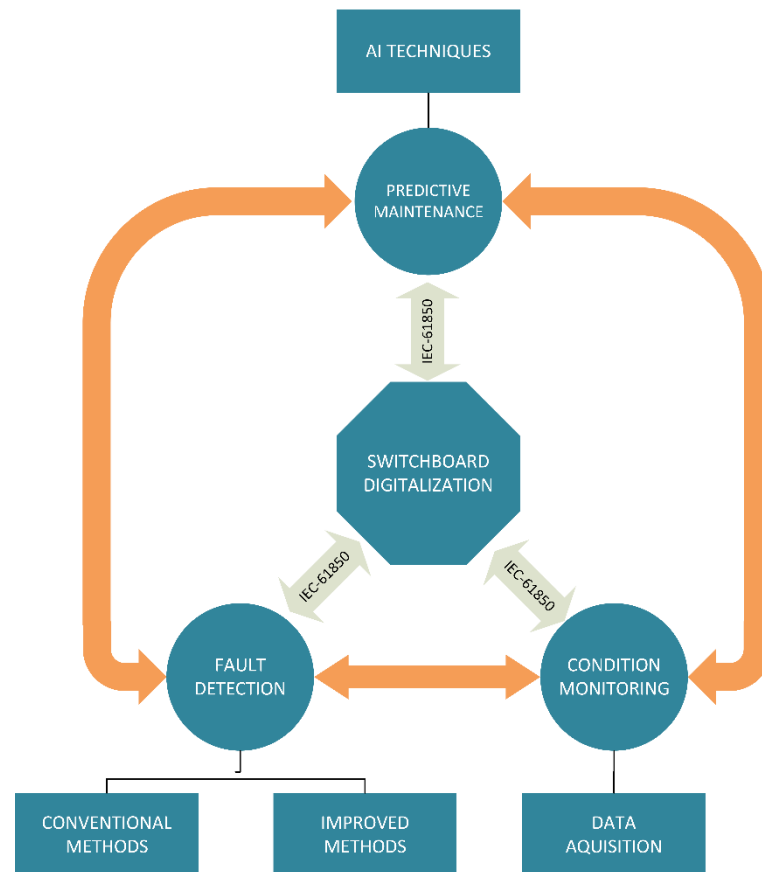 AI TECHNIQUES
PREDICTIVE
MAINTENANCE
IEC-61850
SWITCHBOARD
DIGITALIZATION
IEC-61850
IEC-61850
FAULT
DETECTION
CONDITION
MONITORING
CONVENTIONAL
METHODS
IMPROVED
METHODS
DATA
AQUISITION